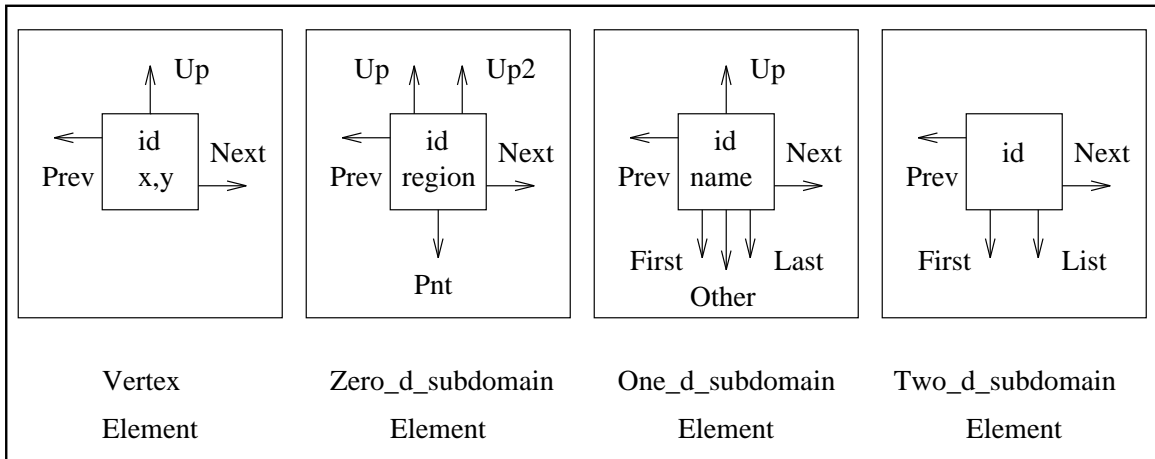 Up
id
Next
Prev
x,y
Vertex
Element
Up
Up2
id
Next
Prev
region
Pnt
Zero_d_subdomain
Element
Up
id
Next
Prev
name
First
Last
Other
One_d_subdomain
Element
id
Next
Prev
First
List
Two_d_subdomain
Element